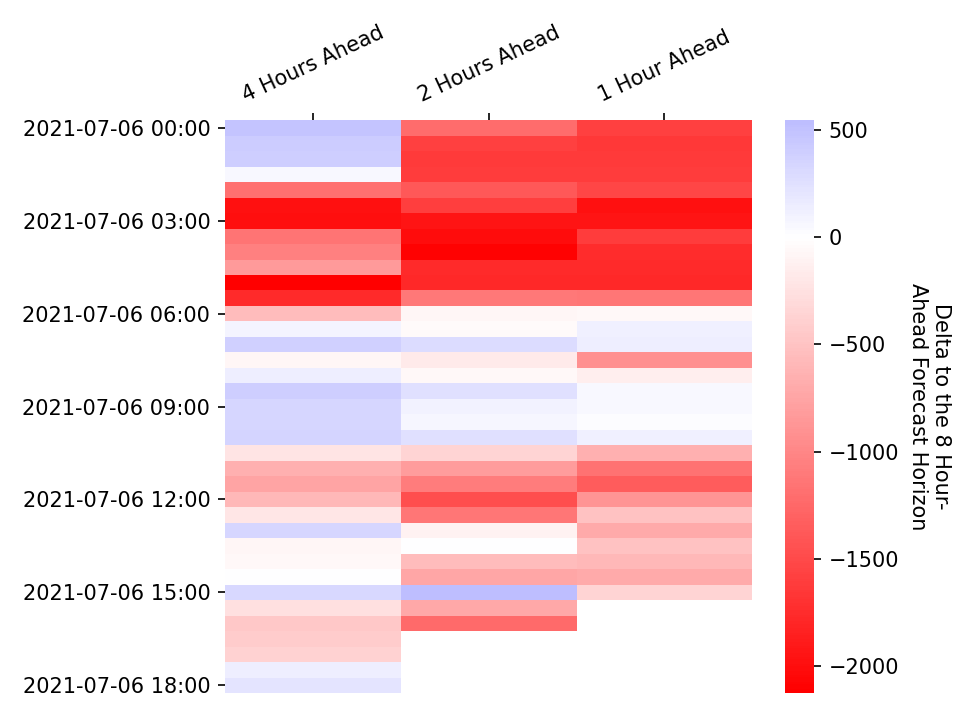 4 Hours Ahead
2 Hours Ahead
1 Hour Ahead
2021-07-06 00:00
2021-07-06 03:00
2021-07-06 06:00
2021-07-06 09:00
2021-07-06 12:00
2021-07-06 15:00
2021-07-06 18:00
500
0
−500
−1000
−1500
−2000
Delta to the 8 Hour-
Ahead Forecast Horizon